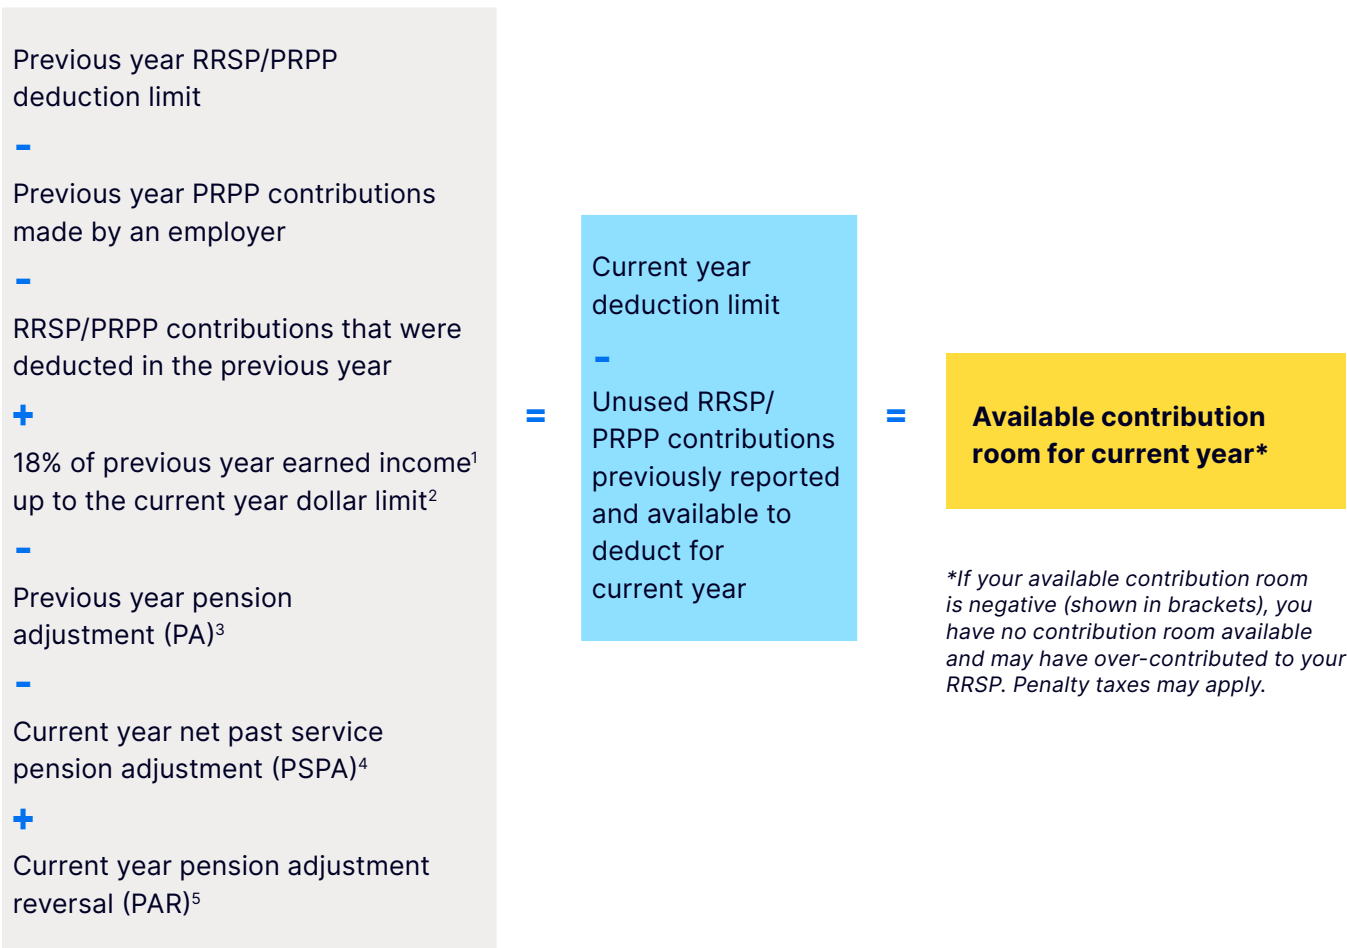 Previous year RRSP/PRPP
deduction limit
-
Previous year PRPP contributions
made by an employer
-
RRSP/PRPP contributions that were
deducted in the previous year
+
18% of previous year earned income¹
up to the current year dollar limit²
-
Previous year pension
adjustment (PA)³
-
Current year net past service
pension adjustment (PSPA)⁴
+
Current year pension adjustment
reversal (PAR)⁵
=
Current year
deduction limit
-
Unused RRSP/
PRPP contributions
previously reported
and available to
deduct for
current year
=
Available contribution
room for current year*
*If your available contribution room
is negative (shown in brackets), you
have no contribution room available
and may have over-contributed to your
RRSP. Penalty taxes may apply.